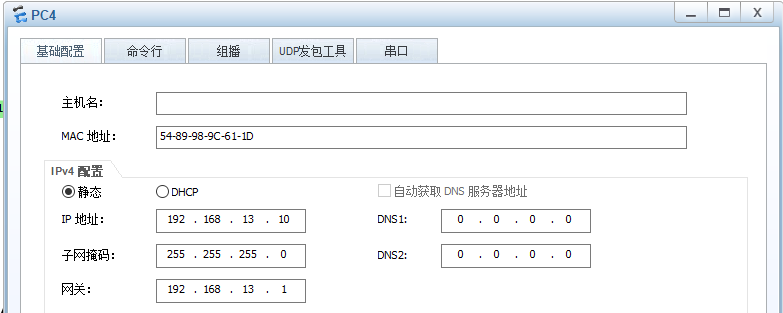 PC4
基础配置 命令行 组播 UDP发包工具 串口
主机名:
MAC 地址: 54-89-98-9C-61-1D
IPv4 配置
静态 DHCP 自动获取 DNS 服务器地址
IP 地址: 192 . 168 . 13 . 10 DNS1: 0 . 0 . 0 . 0
子网掩码: 255 . 255 . 255 . 0 DNS2: 0 . 0 . 0 . 0
网关: 192 . 168 . 13 . 1